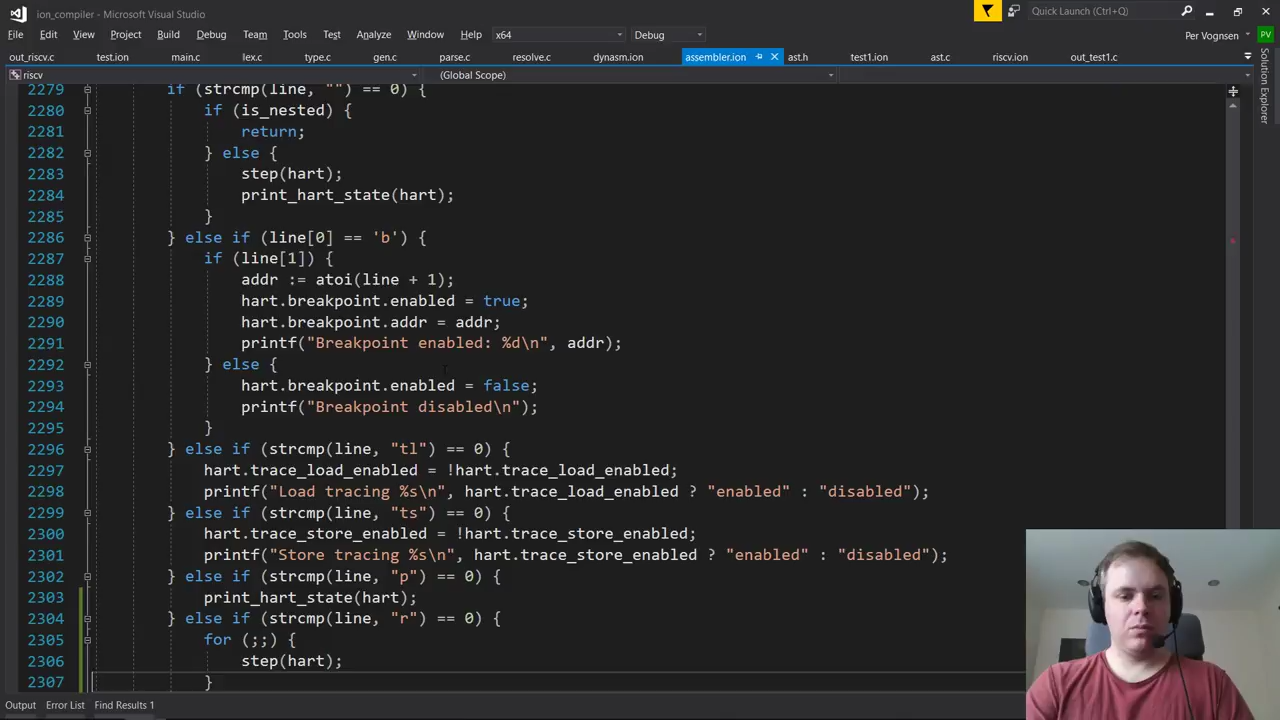 ion_compiler - Microsoft Visual Studio
Quick Launch (Ctrl+Q)
File Edit View Project Build Debug Team Tools Test Analyze Window Help x64 Debug
Per Vognsen PV
out_riscv.c test.ion main.c lex.c type.c gen.c parse.c resolve.c dynasm.ion assembler.ion ast.h test1.ion ast.c riscv.ion out_test1.c
Solution Explorer
riscv (Global Scope)
2279 if (strcmp(line, "") == 0) {
2280 if (is_nested) {
2281 return;
2282 } else {
2283 step(hart);
2284 print_hart_state(hart);
2285 }
2286 } else if (line[0] == 'b') {
2287 if (line[1]) {
2288 addr := atoi(line + 1);
2289 hart.breakpoint.enabled = true;
2290 hart.breakpoint.addr = addr;
2291 printf("Breakpoint enabled: %d\n", addr);
2292 } else {
2293 hart.breakpoint.enabled = false;
2294 printf("Breakpoint disabled\n");
2295 }
2296 } else if (strcmp(line, "tl") == 0) {
2297 hart.trace_load_enabled = !hart.trace_load_enabled;
2298 printf("Load tracing %s\n", hart.trace_load_enabled ? "enabled" : "disabled");
2299 } else if (strcmp(line, "ts") == 0) {
2300 hart.trace_store_enabled = !hart.trace_store_enabled;
2301 printf("Store tracing %s\n", hart.trace_store_enabled ? "enabled" : "disabled");
2302 } else if (strcmp(line, "p") == 0) {
2303 print_hart_state(hart);
2304 } else if (strcmp(line, "r") == 0) {
2305 for (;;) {
2306 step(hart);
2307 }
Output Error List Find Results 1